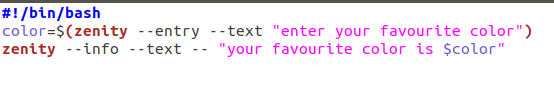 #!/bin/bash
color=$(zenity --entry --text "enter your favourite color")
zenity --info --text -- "your favourite color is $color"